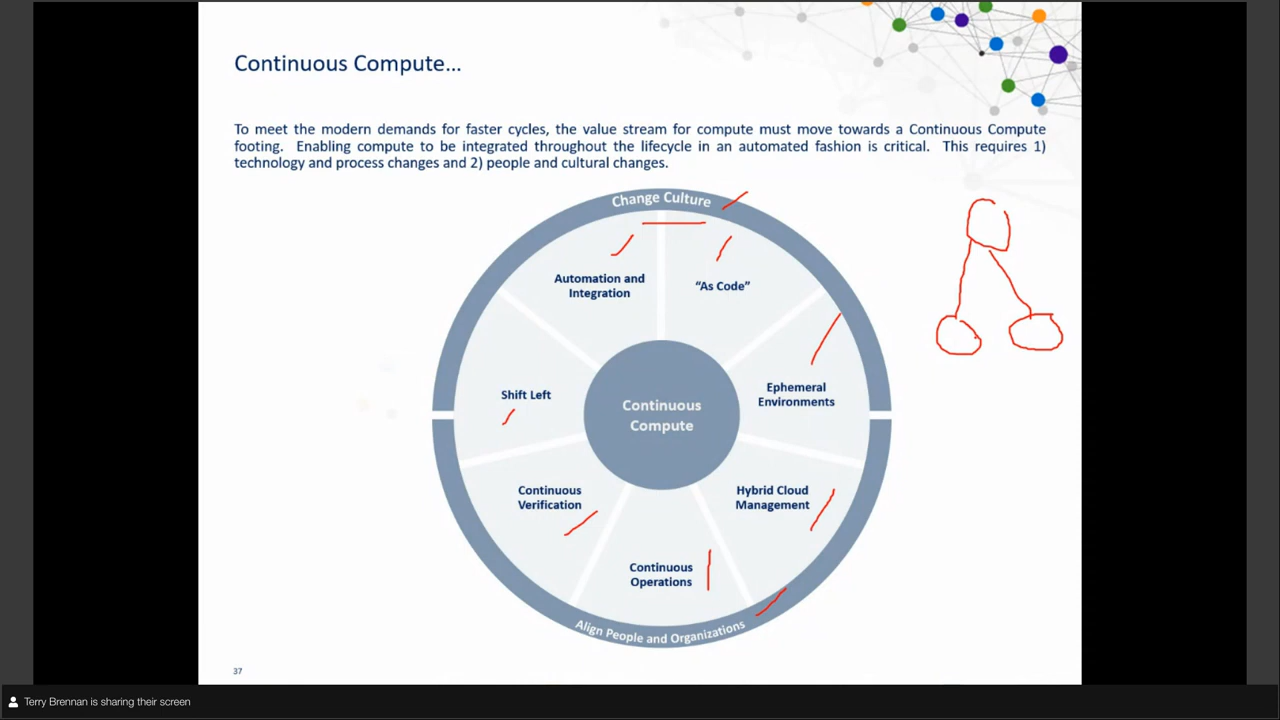 Continuous Compute...
To meet the modern demands for faster cycles, the value stream for compute must move towards a Continuous Compute
footing. Enabling compute to be integrated throughout the lifecycle in an automated fashion is critical. This requires 1)
technology and process changes and 2) people and cultural changes.
Change Culture
Automation and
Integration
"As Code"
Shift Left
Ephemeral
Environments
Continuous
Compute
Continuous
Verification
Hybrid Cloud
Management
Continuous
Operations
Align People and Organizations
37
Terry Brennan is sharing their screen